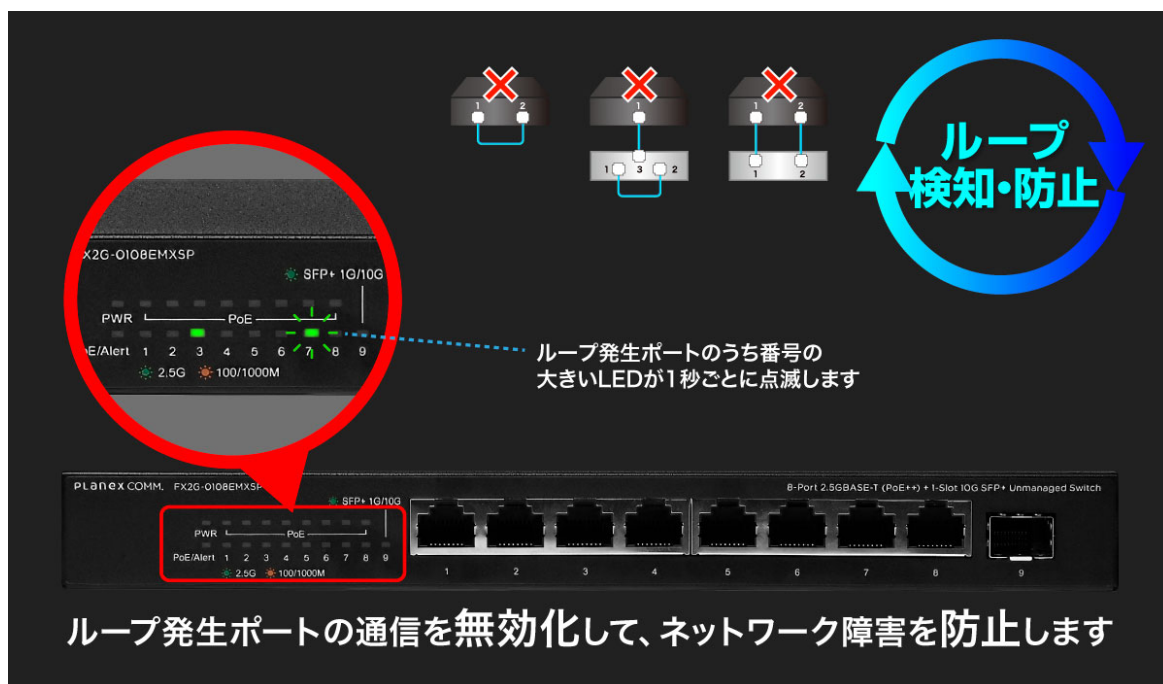 1 2
1
1 3 2
1 2
1 2
ループ
検知・防止
FX2G-0108EMXSP
SFP+ 1G/10G
PWR PoE
PoE/Alert 1 2 3 4 5 6 7 8 9
2.5G 100/1000M
ループ発生ポートのうち番号の
大きいLEDが1秒ごとに点滅します
PLANEX COMM. FX2G-0108EMXSP
8-Port 2.5GBASE-T (PoE++) + 1-Slot 10G SFP+ Unmanaged Switch
SFP+ 1G/10G
PWR PoE
PoE/Alert 1 2 3 4 5 6 7 8 9
2.5G 100/1000M
1 2 3 4 5 6 7 8 9
ループ発生ポートの通信を無効化して、ネットワーク障害を防止します